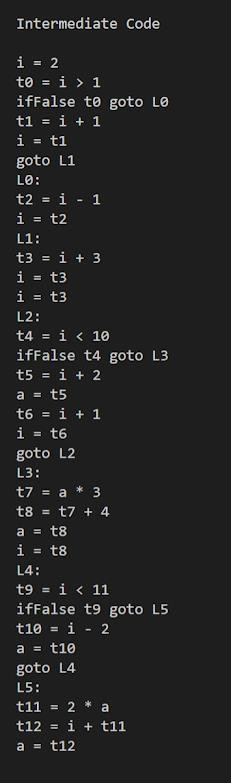 Intermediate Code
i = 2
t0 = i > 1
ifFalse t0 goto L0
t1 = i + 1
i = t1
goto L1
L0:
t2 = i - 1
i = t2
L1:
t3 = i + 3
i = t3
i = t3
L2:
t4 = i < 10
ifFalse t4 goto L3
t5 = i + 2
a = t5
t6 = i + 1
i = t6
goto L2
L3:
t7 = a * 3
t8 = t7 + 4
a = t8
i = t8
L4:
t9 = i < 11
ifFalse t9 goto L5
t10 = i - 2
a = t10
goto L4
L5:
t11 = 2 * a
t12 = i + t11
a = t12